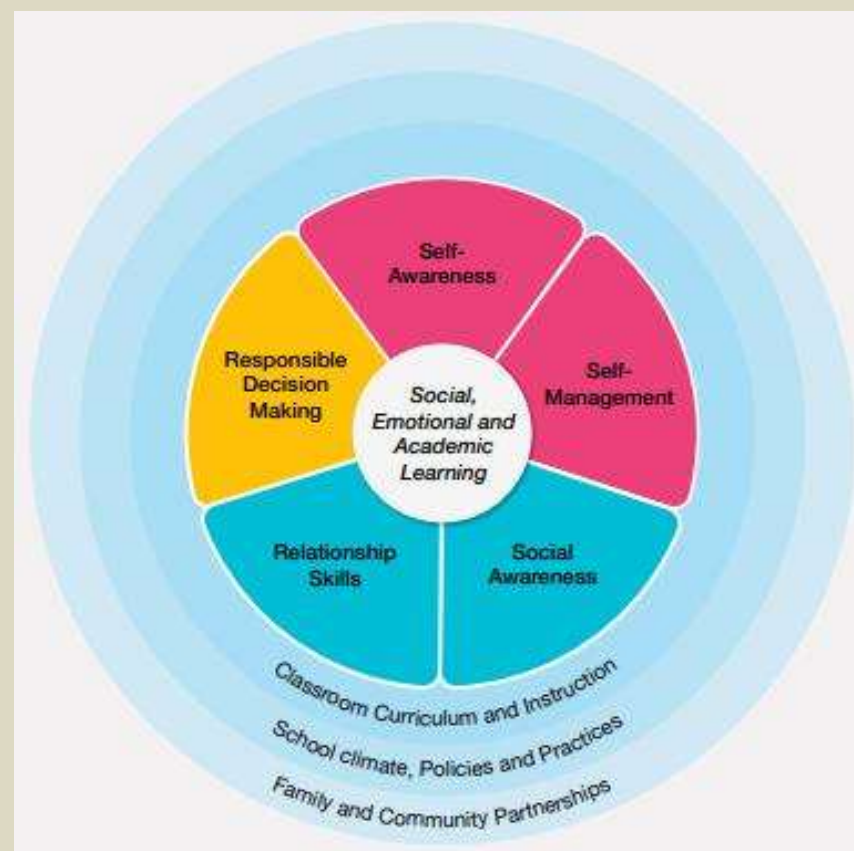 Self-
Awareness
Self-
Management
Social
Awareness
Relationship
Skills
Responsible
Decision
Making
Social,
Emotional and
Academic
Learning
Classroom Curriculum and Instruction
School climate, Policies and Practices
Family and Community Partnerships